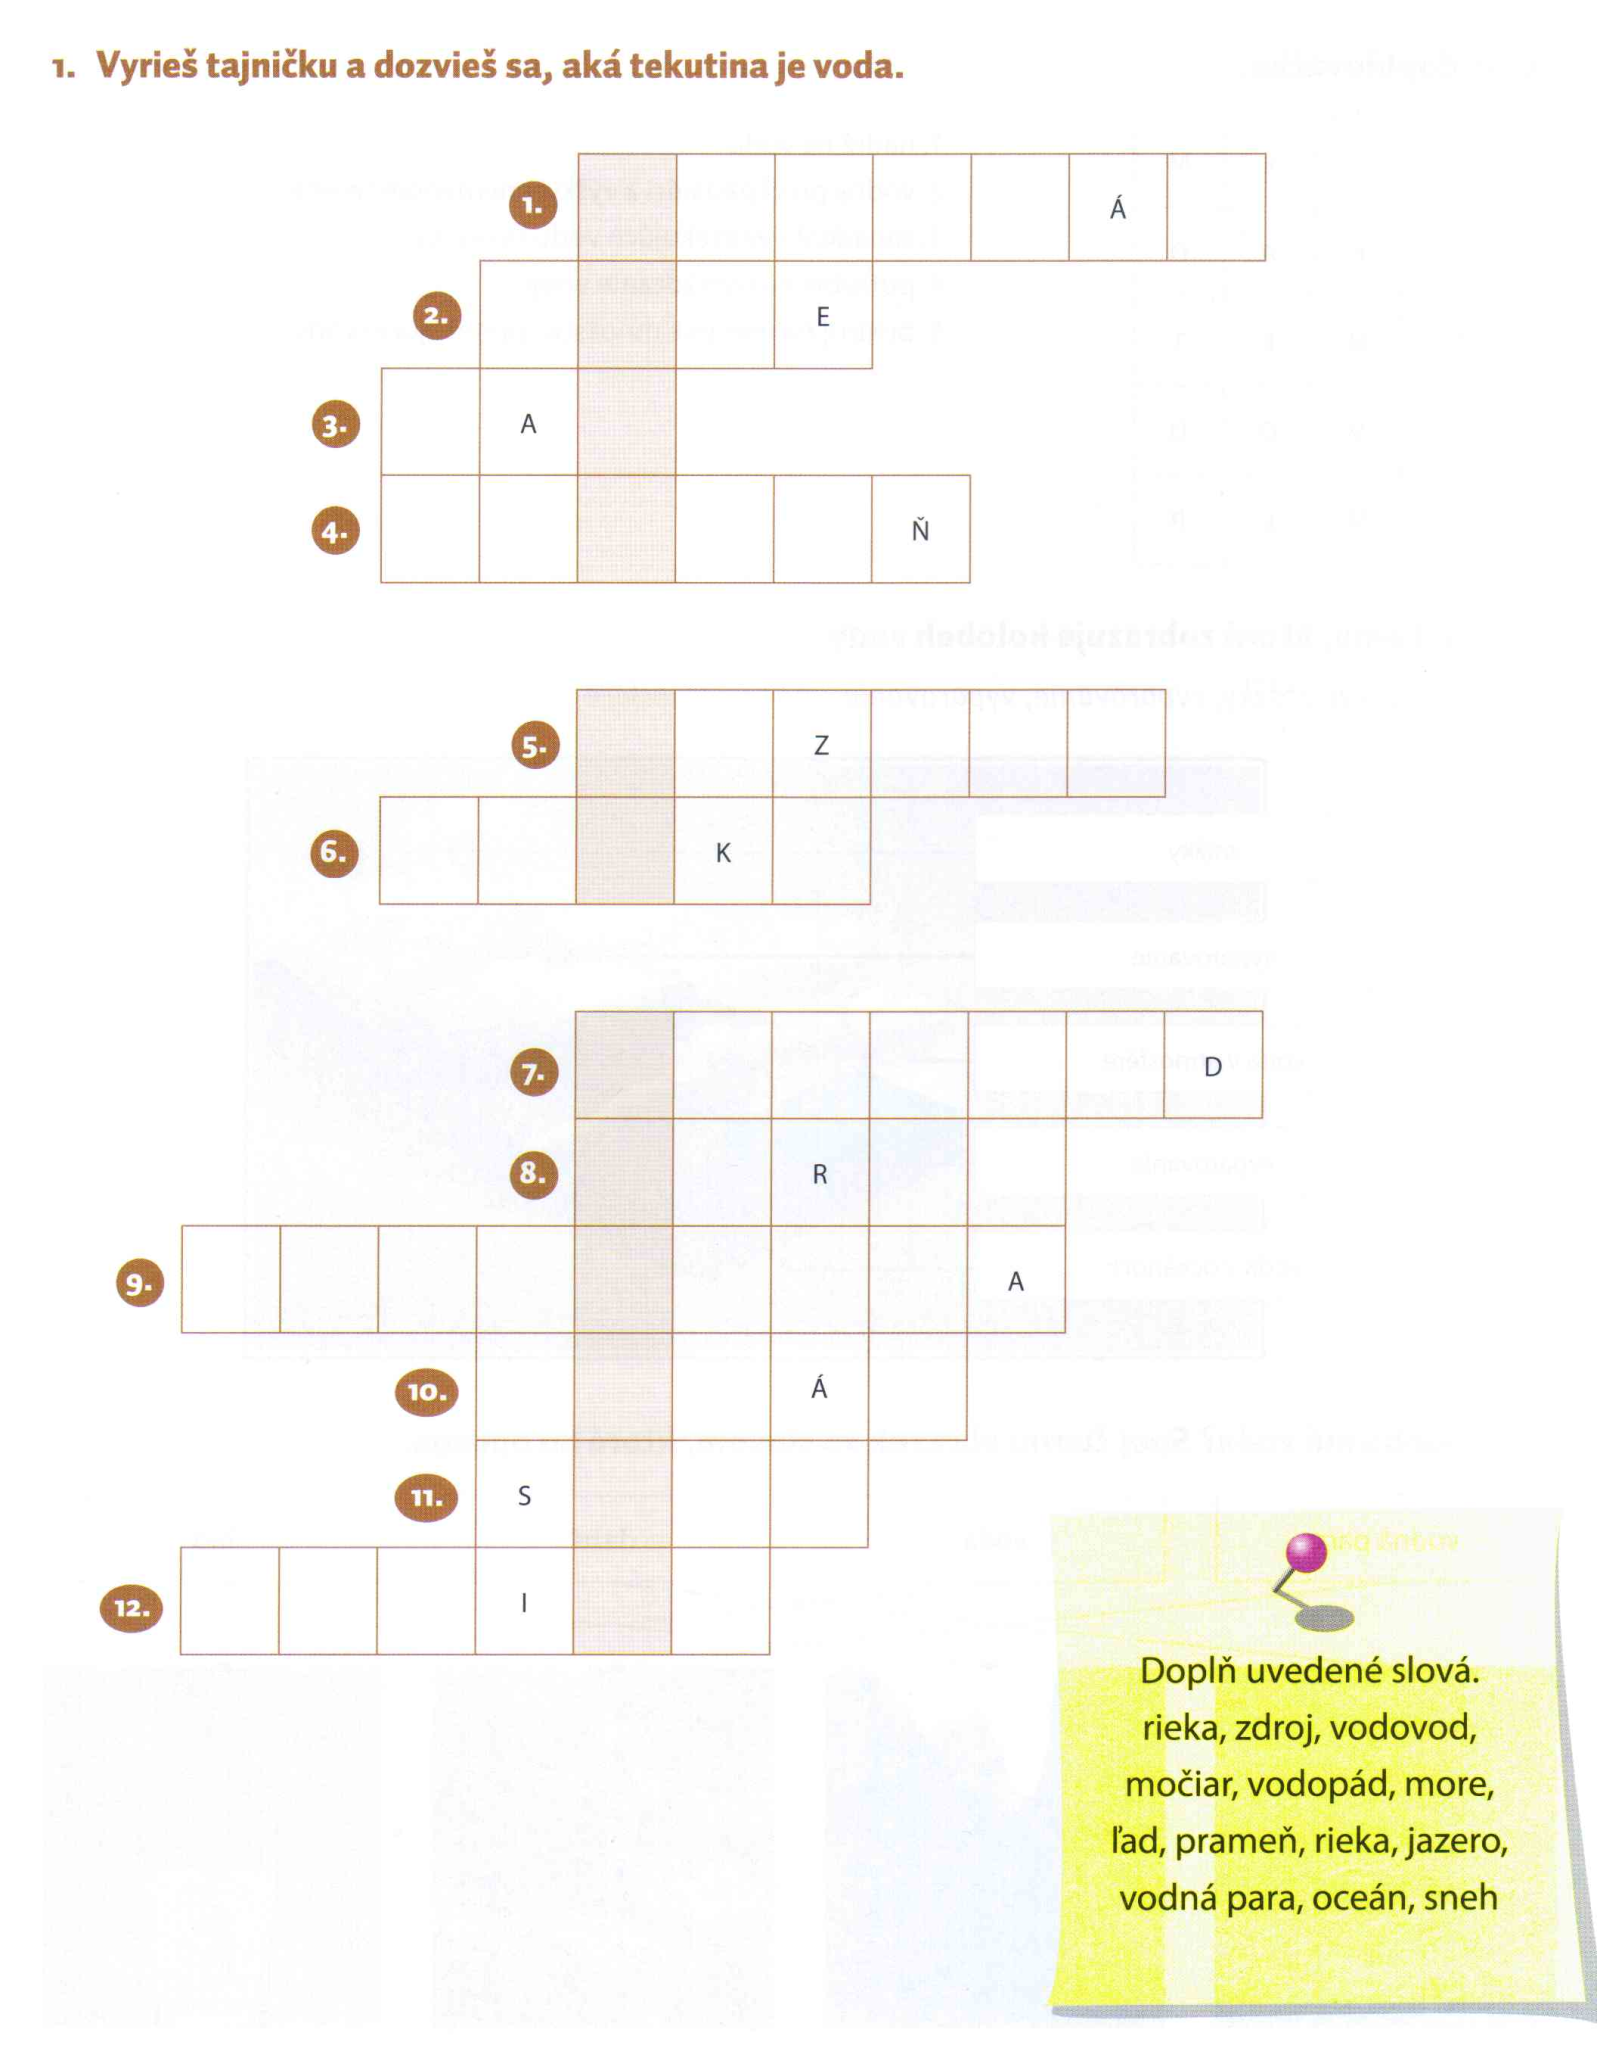 1. Vyrieš tajničku a dozvieš sa, aká tekutina je voda.
1. Á
2. E
3. A
4. Ň
5. Z
6. K
7. D
8. R
9. A
10. Á
11. S
12. I
Doplň uvedené slová.
rieka, zdroj, vodovod,
močiar, vodopád, more,
ľad, prameň, rieka, jazero,
vodná para, oceán, sneh